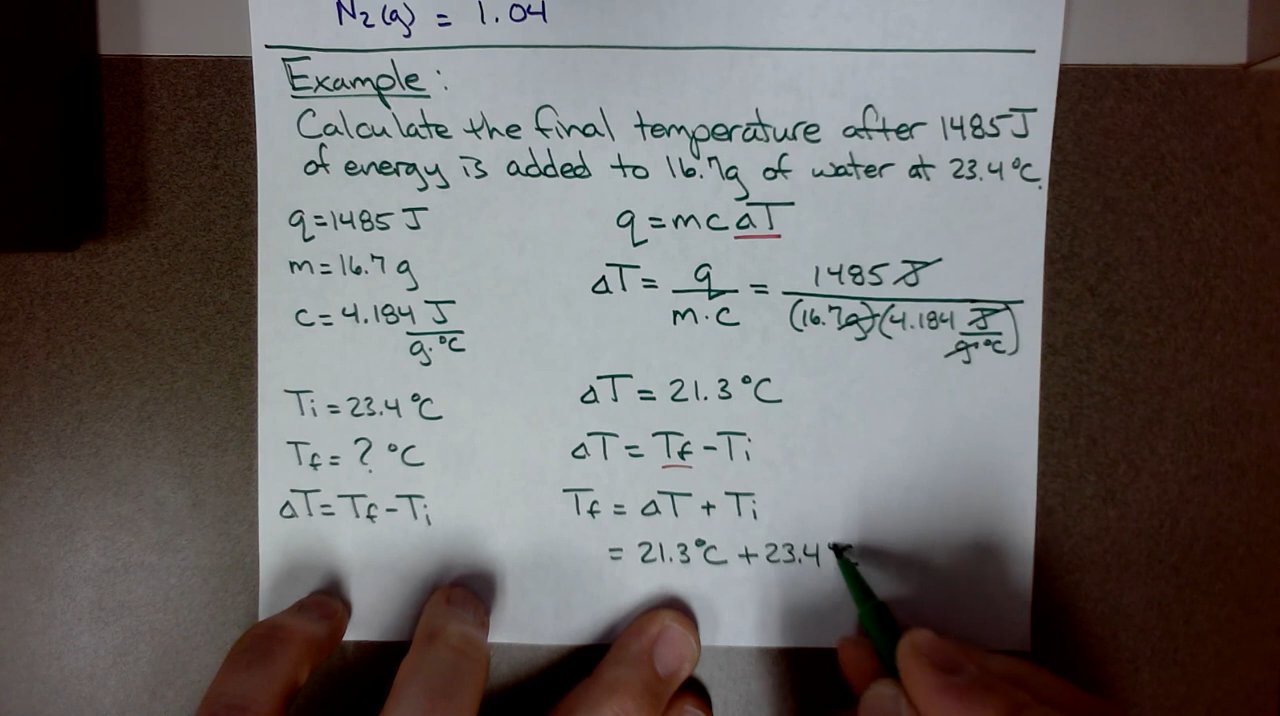 N₂(g) = 1.04
Example:
Calculate the final temperature after 1485J
of energy is added to 16.7g of water at 23.4°C.
q=1485 J
m=16.7 g
c=4.184 J/g·°C
Ti=23.4°C
Tf=? °C
ΔT=Tf-Ti
q=mcΔT
ΔT= q/m·c = 1485 J/(16.7g)(4.184 J/g·°C)
ΔT=21.3°C
ΔT=Tf-Ti
Tf=ΔT+Ti
=21.3°C+23.4°C